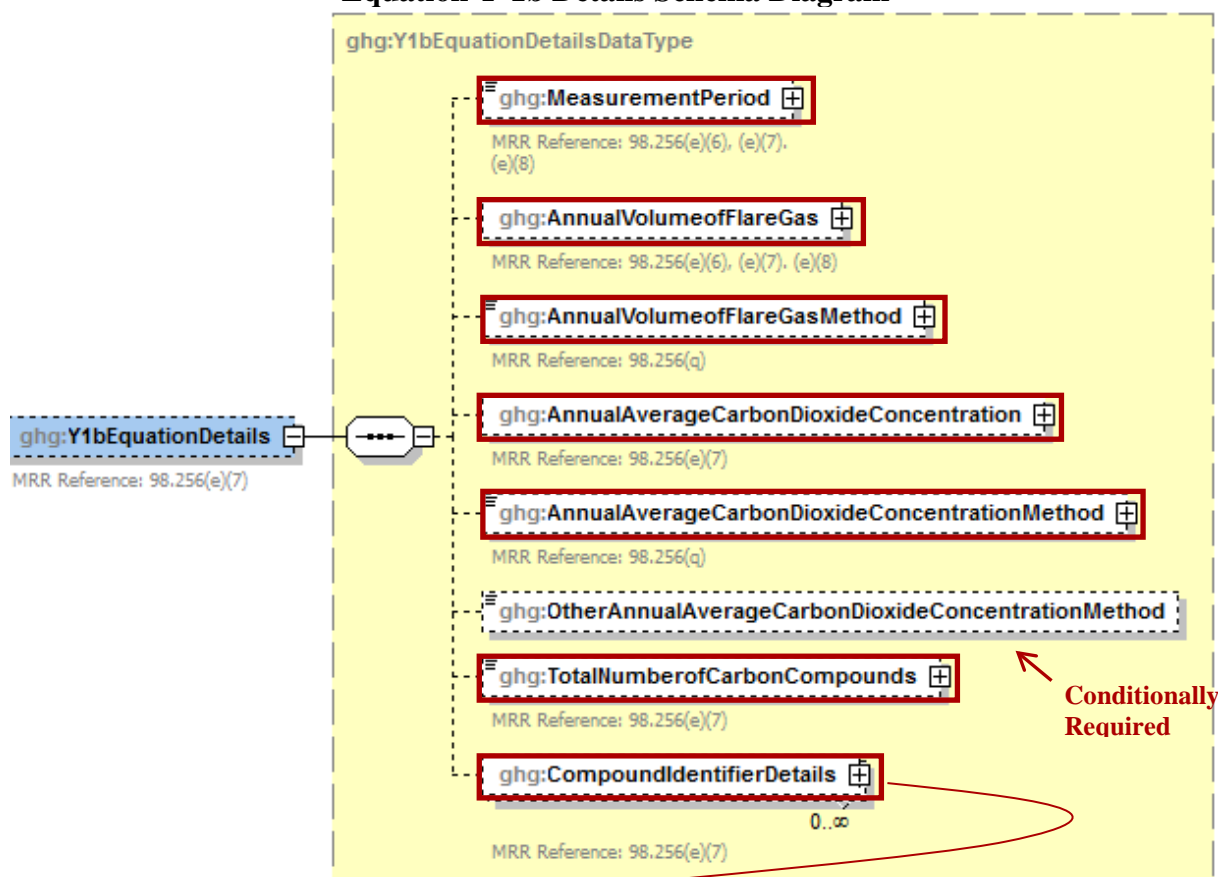 Equation Y-1b Details Schema Diagram
ghg:Y1bEquationDetailsDataType
ghg:MeasurementPeriod
MRR Reference: 98.256(e)(6), (e)(7).
(e)(8)
ghg:AnnualVolumeofFlareGas
MRR Reference: 98.256(e)(6), (e)(7). (e)(8)
ghg:AnnualVolumeofFlareGasMethod
MRR Reference: 98.256(q)
ghg:AnnualAverageCarbonDioxideConcentration
ghg:Y1bEquationDetails
MRR Reference: 98.256(e)(7)
MRR Reference: 98.256(e)(7)
ghg:AnnualAverageCarbonDioxideConcentrationMethod
MRR Reference: 98.256(q)
ghg:OtherAnnualAverageCarbonDioxideConcentrationMethod
ghg:TotalNumberofCarbonCompounds
Conditionally
Required
MRR Reference: 98.256(e)(7)
ghg:CompoundIdentifierDetails
0..∞
MRR Reference: 98.256(e)(7)